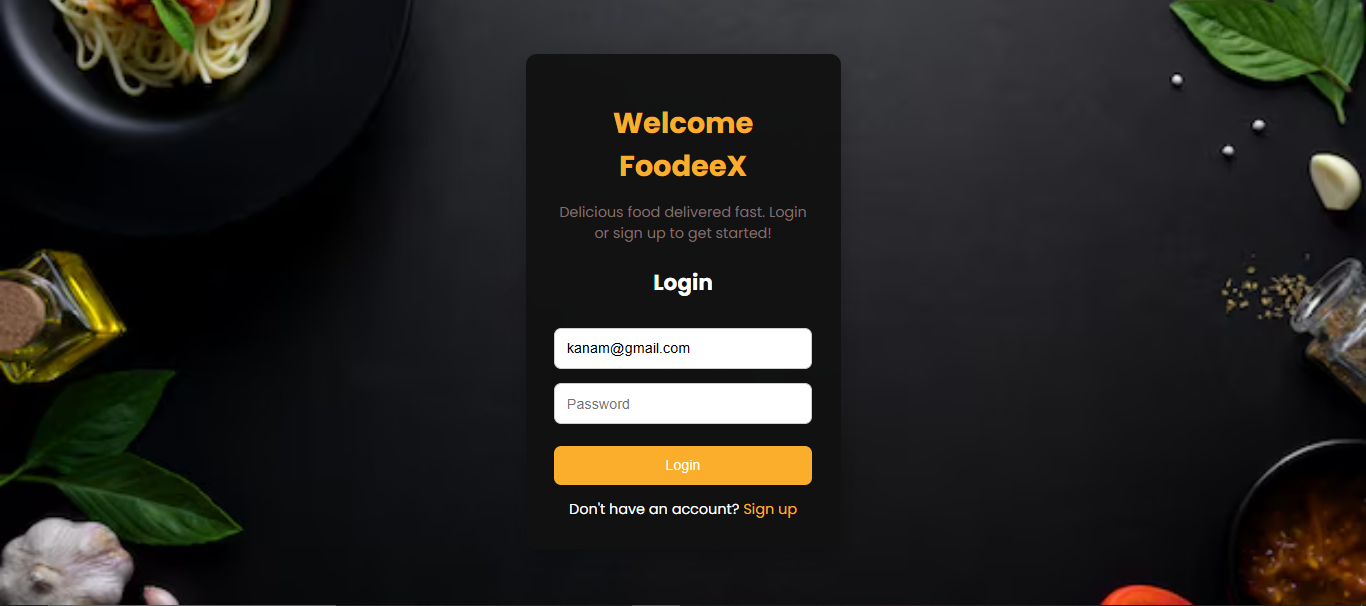 Welcome
FoodeeX
Delicious food delivered fast. Login
or sign up to get started!
Login
kanam@gmail.com
Password
Login
Don't have an account? Sign up